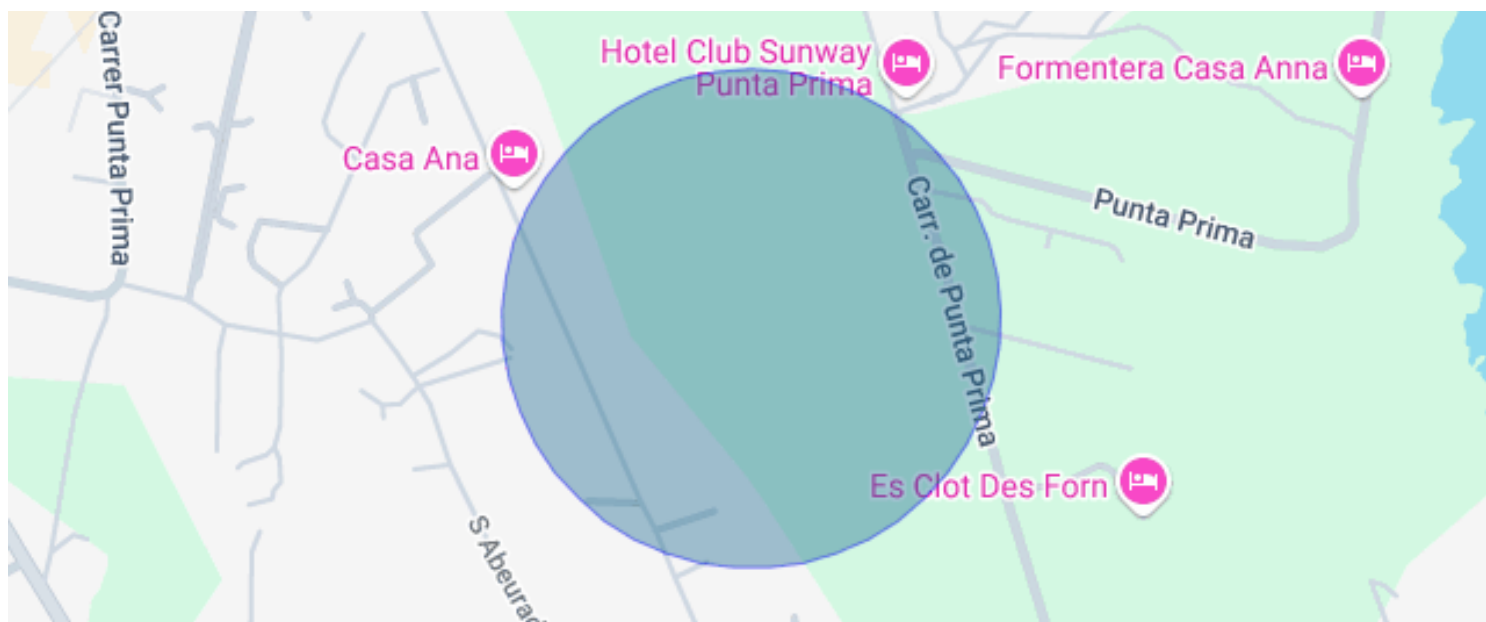 Carrer Punta Prima
Hotel Club Sunway
Punta Prima
Formentera Casa Anna
Casa Ana
Punta Prima
Carr. de Punta Prima
Es Clot Des Forn
S Abeurad